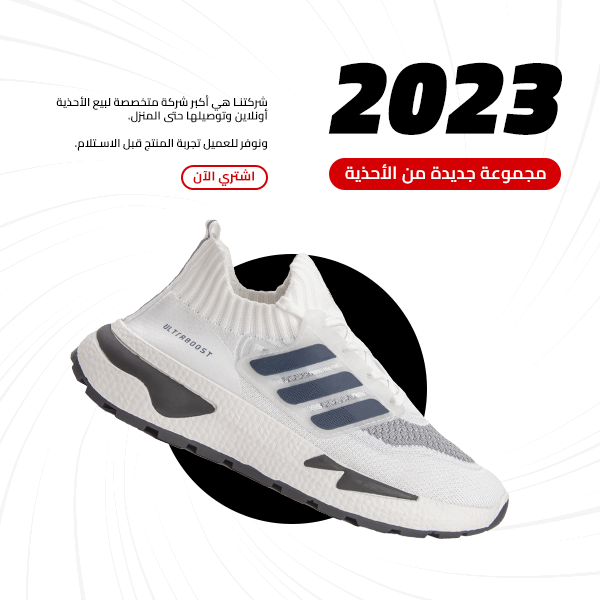 2023
مجموعة جديدة من الأحذية
شركتنا هي أكبر شركة متخصصة لبيع الأحذية
أونلاين وتوصيلها حتى المنزل.
ونوفر للعميل تجربة المنتج قبل الاستلام.
اشتري الآن
ULTRABOOST